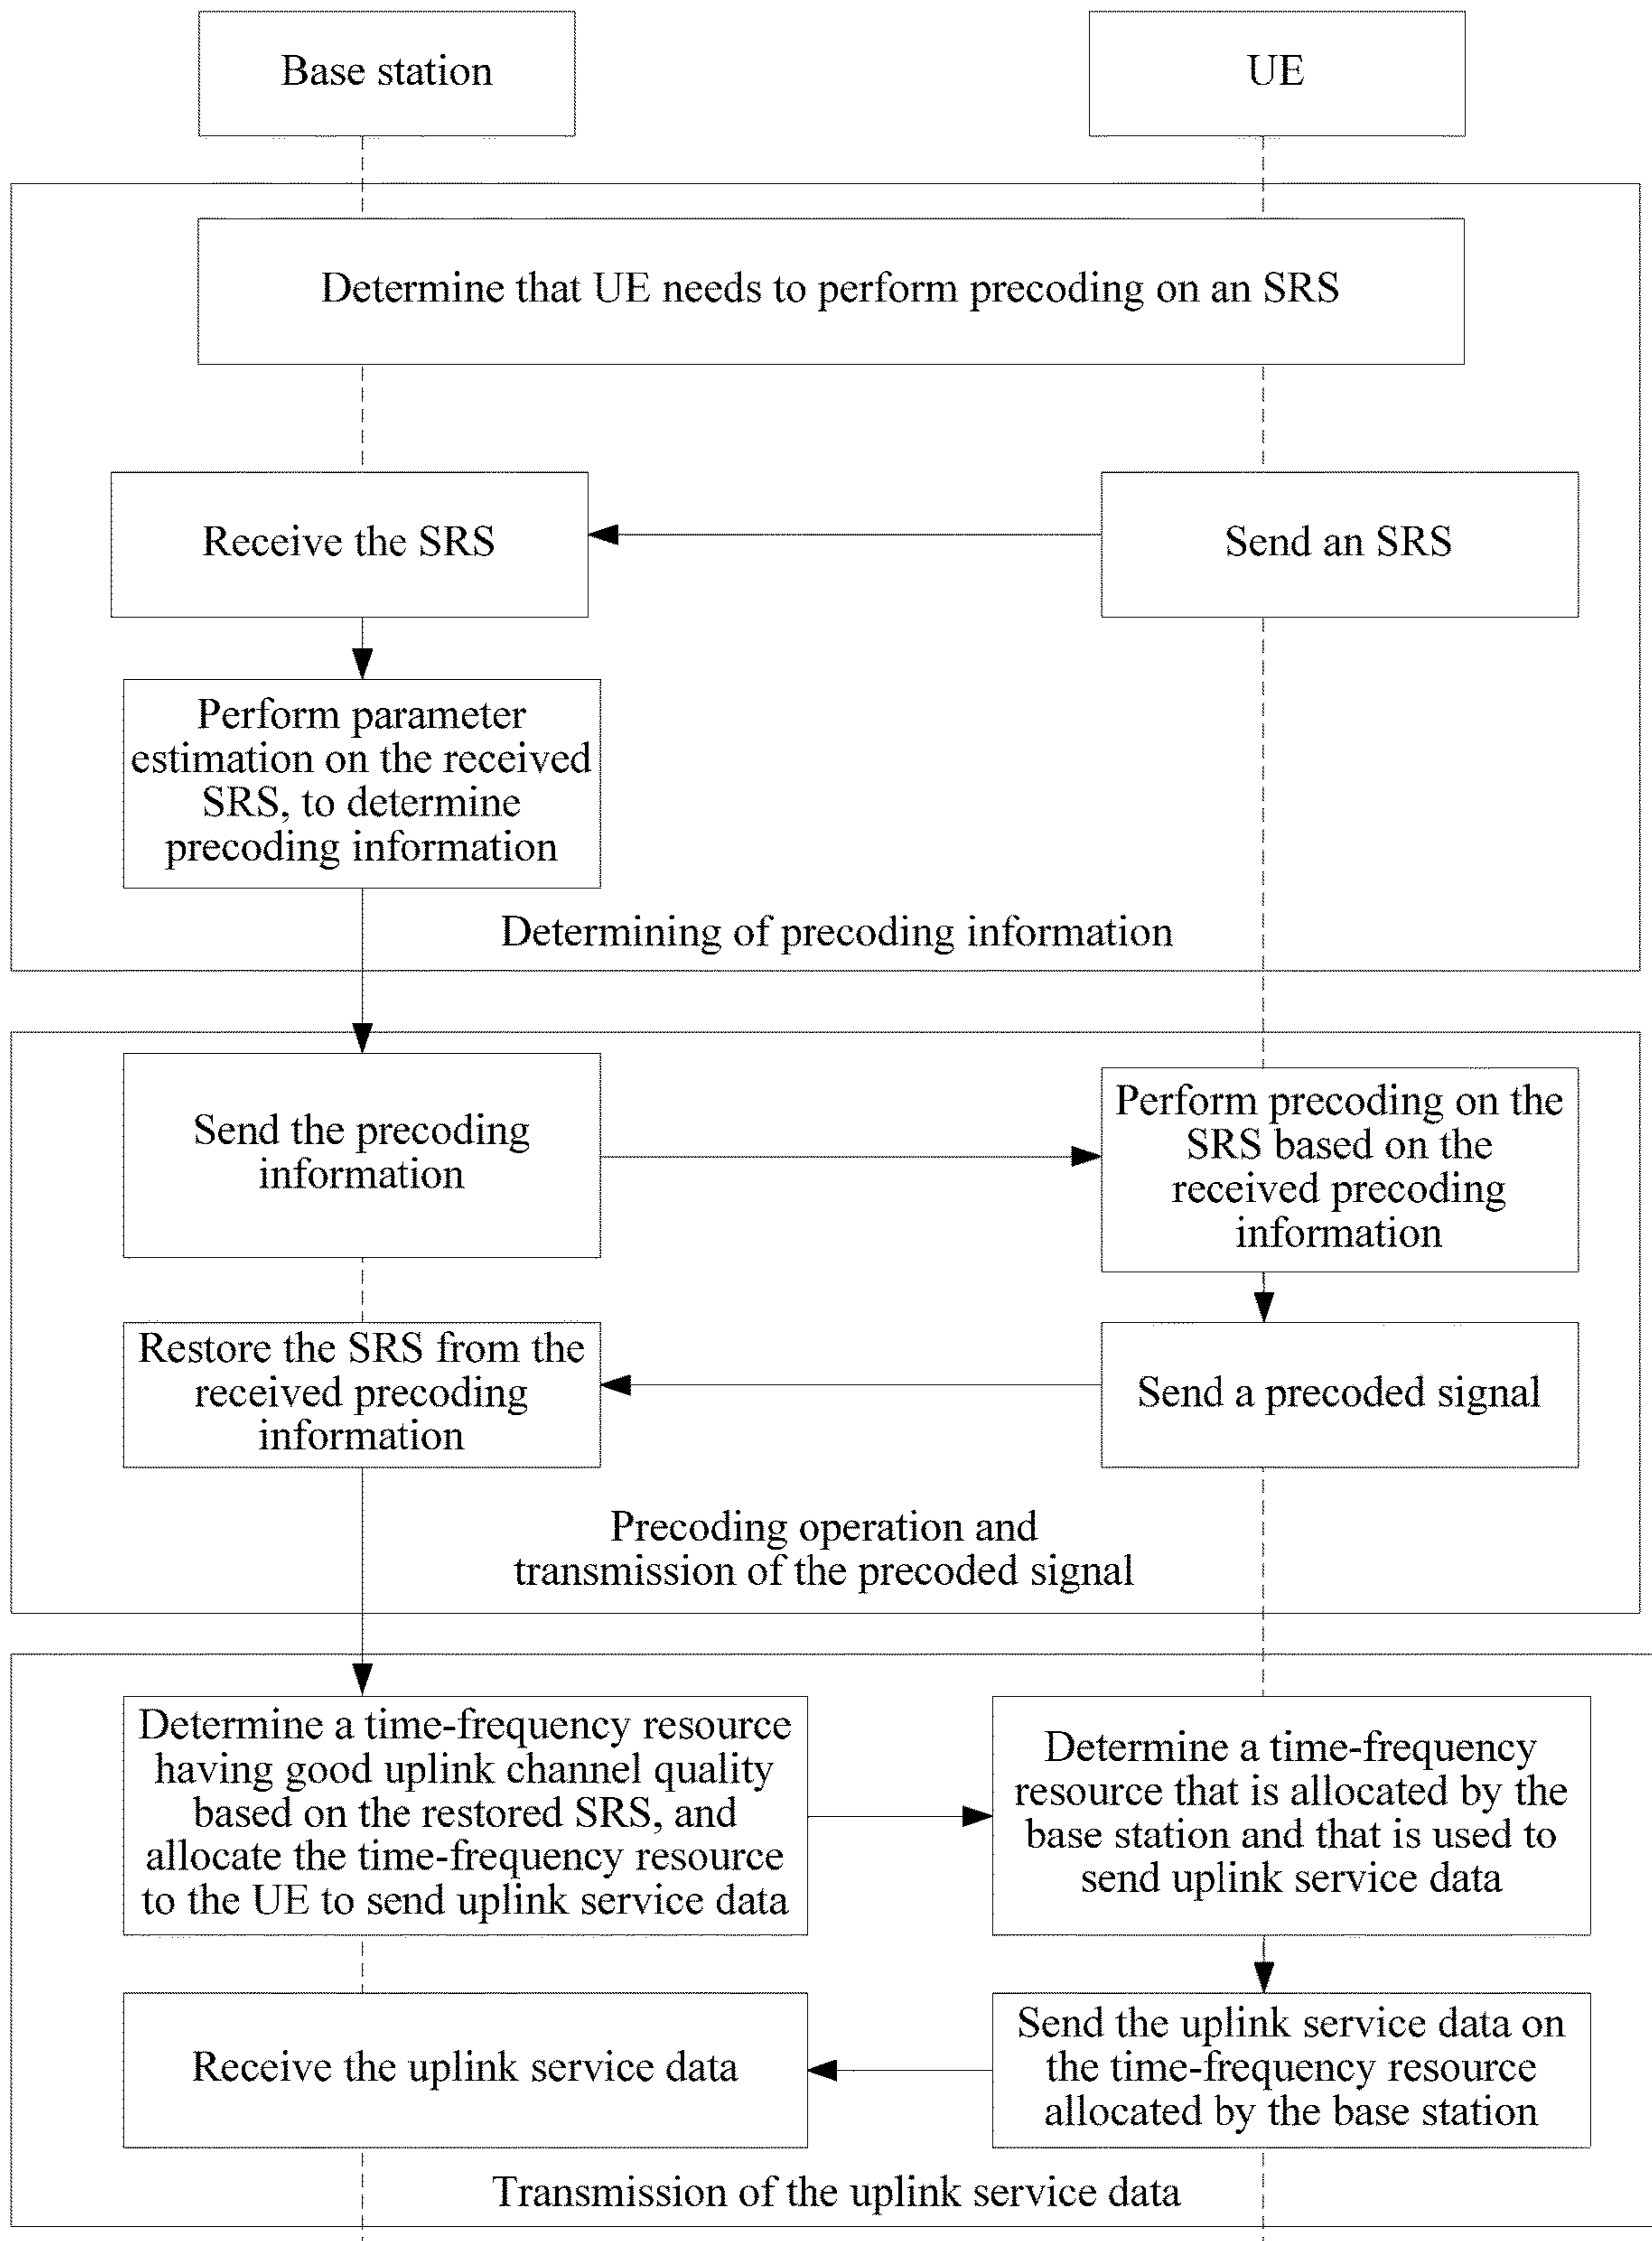 Base station
UE
Determine that UE needs to perform precoding on an SRS
Receive the SRS
Send an SRS
Perform parameter
estimation on the received
SRS, to determine
precoding information
Determining of precoding information
Send the precoding
information
Perform precoding on the
SRS based on the
received precoding
information
Restore the SRS from the
received precoding
information
Send a precoded signal
Precoding operation and
transmission of the precoded signal
Determine a time-frequency resource
having good uplink channel quality
based on the restored SRS, and
allocate the time-frequency resource
to the UE to send uplink service data
Determine a time-frequency
resource that is allocated by the
base station and that is used to
send uplink service data
Receive the uplink service data
Send the uplink service data on
the time-frequency resource
allocated by the base station
Transmission of the uplink service data